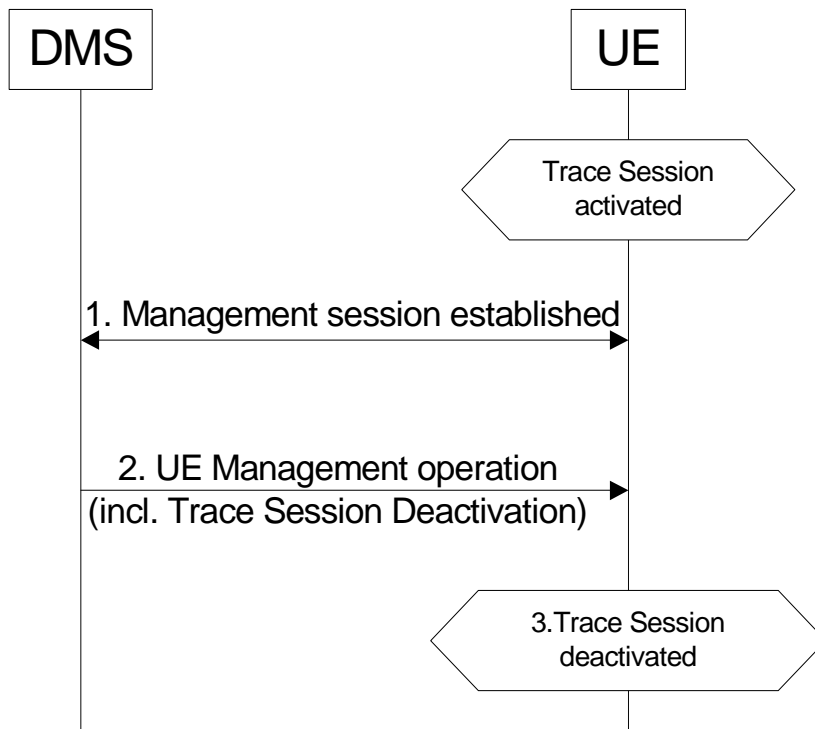 DMS
UE
Trace Session
activated
1. Management session established
2. UE Management operation
(incl. Trace Session Deactivation)
3.Trace Session
deactivated